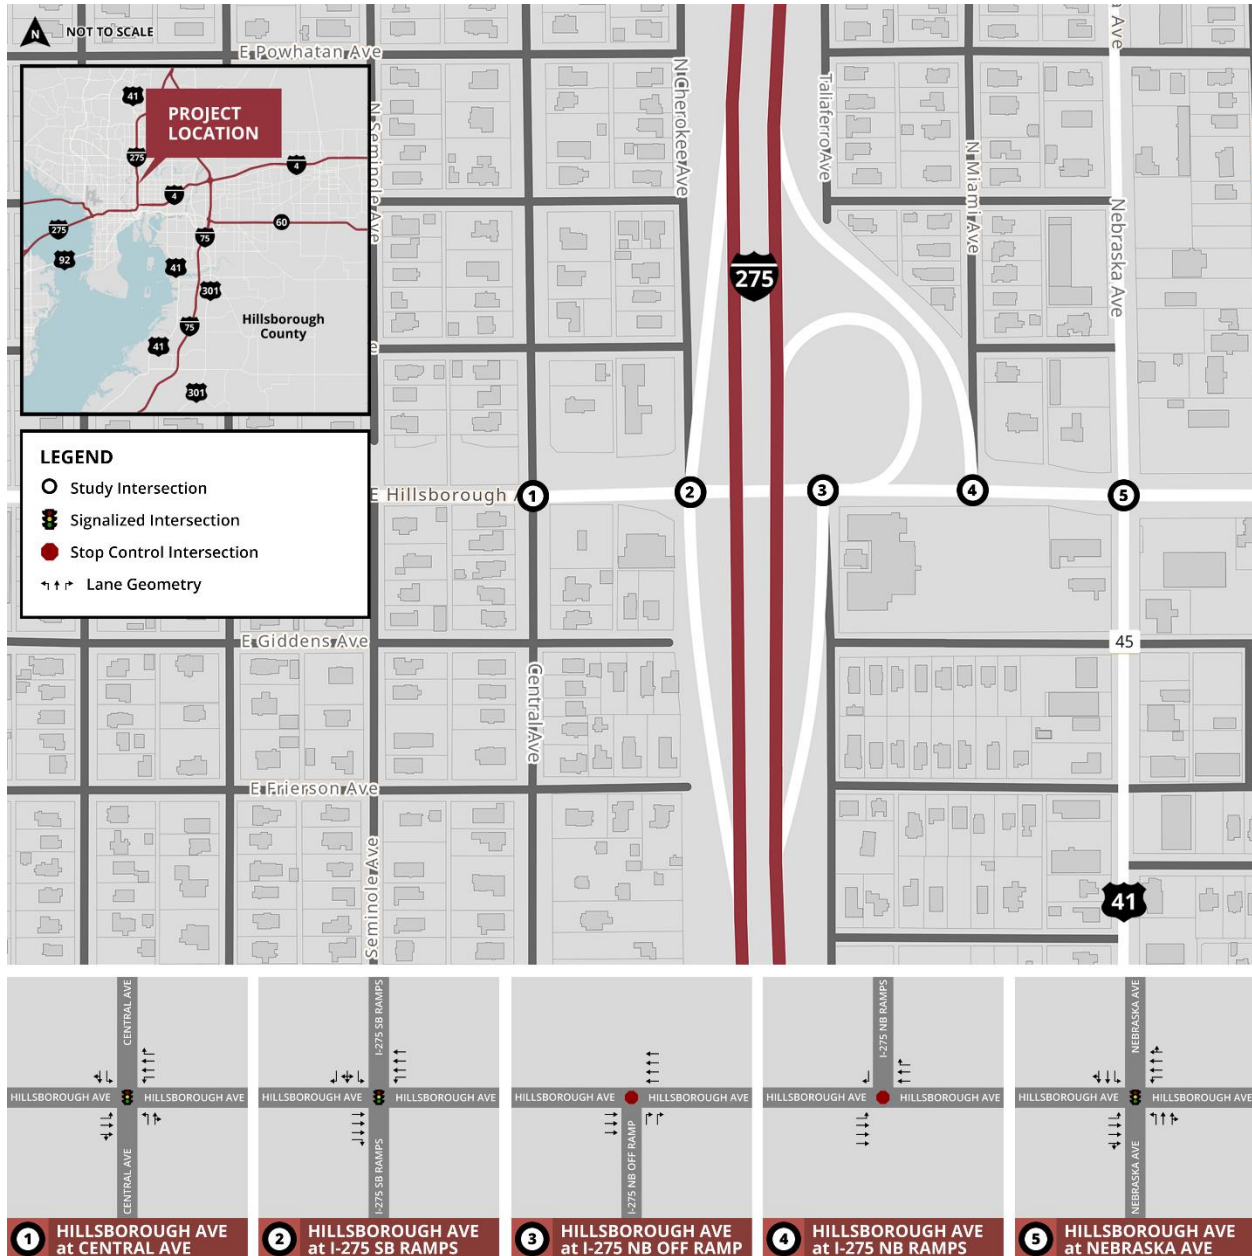 N
NOT TO SCALE
E Powhatan Ave
41
PROJECT
LOCATION
275
4
4
275
60
75
92
41
301
75
Hillsborough
County
41
301
N Seminole Ave
N Cherokee Ave
Taliaferro Ave
N Miami Ave
a Ave
Nebraska Ave
275
e
LEGEND
Study Intersection
Signalized Intersection
Stop Control Intersection
Lane Geometry
E Hillsborough A
1
2
3
4
5
E Giddens Ave
45
Central Ave
E Frierson Ave
Seminole Ave
41
CENTRAL AVE
HILLSBOROUGH AVE
HILLSBOROUGH AVE
CENTRAL AVE
1
HILLSBOROUGH AVE
at CENTRAL AVE
I-275 SB RAMPS
HILLSBOROUGH AVE
HILLSBOROUGH AVE
I-275 SB RAMPS
2
HILLSBOROUGH AVE
at I-275 SB RAMPS
HILLSBOROUGH AVE
HILLSBOROUGH AVE
I-275 NB OFF RAMP
3
HILLSBOROUGH AVE
at I-275 NB OFF RAMP
I-275 NB RAMPS
HILLSBOROUGH AVE
HILLSBOROUGH AVE
4
HILLSBOROUGH AVE
at I-275 NB RAMPS
NEBRASKA AVE
HILLSBOROUGH AVE
HILLSBOROUGH AVE
NEBRASKA AVE
5
HILLSBOROUGH AVE
at NEBRASKA AVE